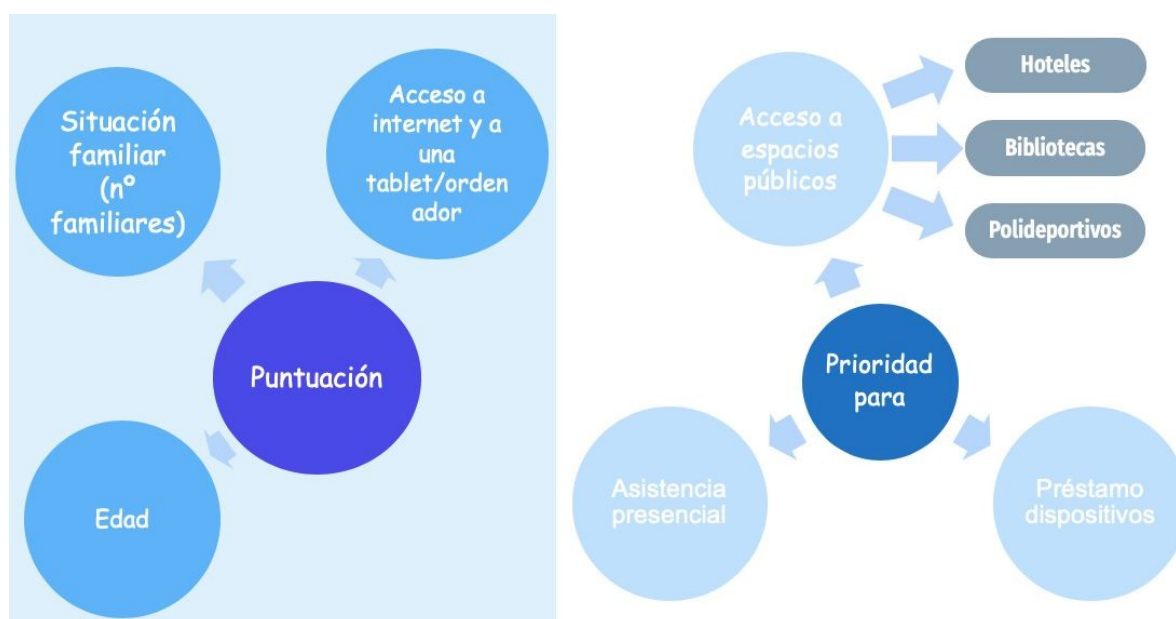 Situación
familiar
(nº
familiares)
Acceso a
internet y a
una
tablet/orden
ador
Puntuación
Edad
Acceso a
espacios
públicos
Hoteles
Bibliotecas
Polideportivos
Prioridad
para
Asistencia
presencial
Préstamo
dispositivos